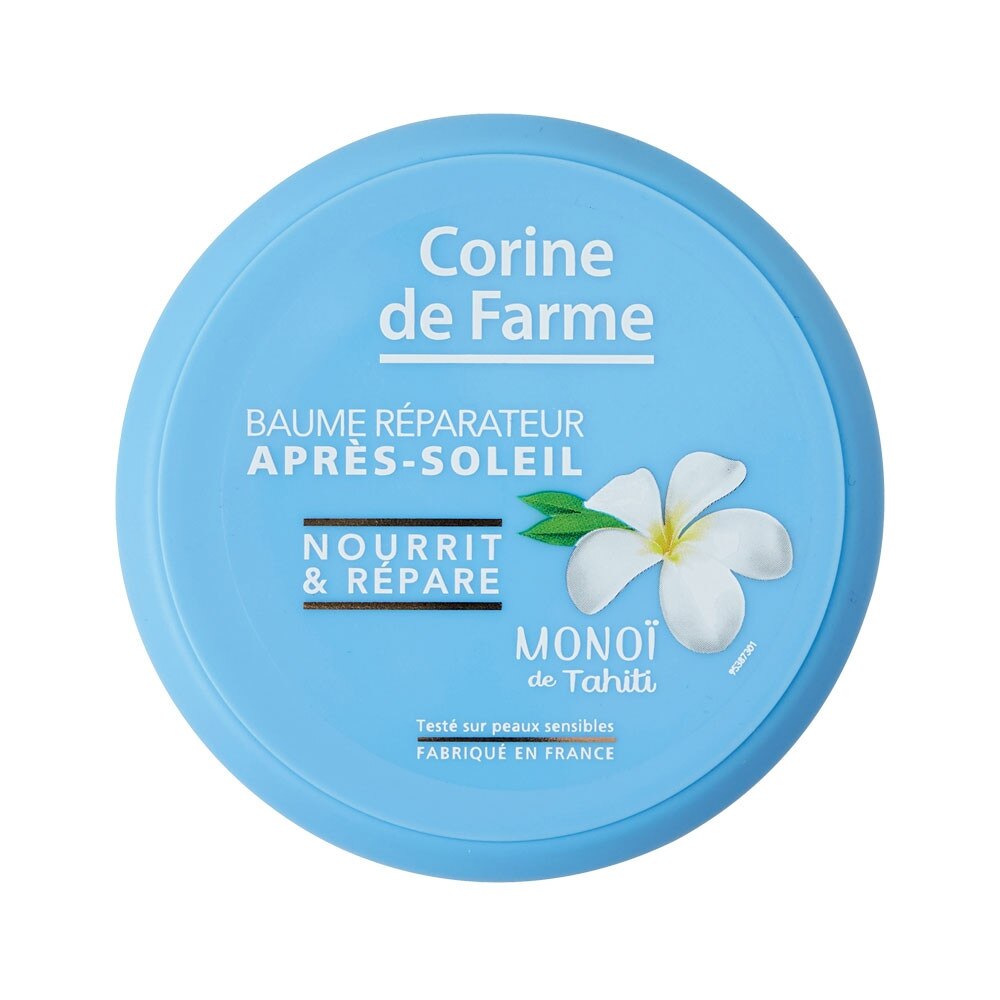 Corine
de Farme
BAUME RÉPARATEUR
APRÈS-SOLEIL
NOURRIT
& RÉPARE
MONOÏ
de Tahiti
95387301
Testé sur peaux sensibles
FABRIQUÉ EN FRANCE